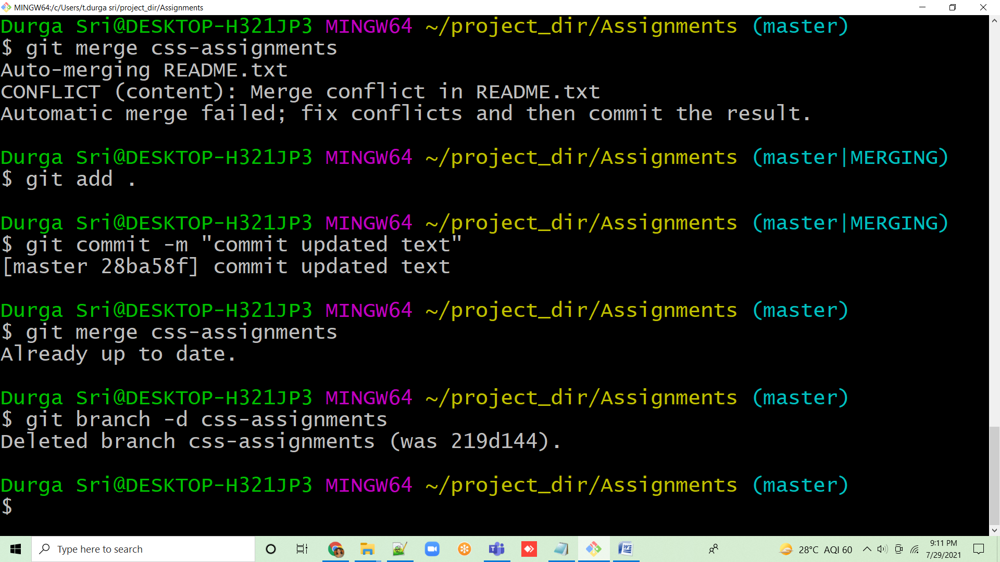 MINGW64:/c/Users/t.durga sri/project_dir/Assignments
Durga Sri@DESKTOP-H321JP3 MINGW64 ~/project_dir/Assignments (master)
$ git merge css-assignments
Auto-merging README.txt
CONFLICT (content): Merge conflict in README.txt
Automatic merge failed; fix conflicts and then commit the result.
Durga Sri@DESKTOP-H321JP3 MINGW64 ~/project_dir/Assignments (master|MERGING)
$ git add .
Durga Sri@DESKTOP-H321JP3 MINGW64 ~/project_dir/Assignments (master|MERGING)
$ git commit -m "commit updated text"
[master 28ba58f] commit updated text
Durga Sri@DESKTOP-H321JP3 MINGW64 ~/project_dir/Assignments (master)
$ git merge css-assignments
Already up to date.
Durga Sri@DESKTOP-H321JP3 MINGW64 ~/project_dir/Assignments (master)
$ git branch -d css-assignments
Deleted branch css-assignments (was 219d144).
Durga Sri@DESKTOP-H321JP3 MINGW64 ~/project_dir/Assignments (master)
$
Type here to search
28°C AQI 60
9:11 PM
7/29/2021